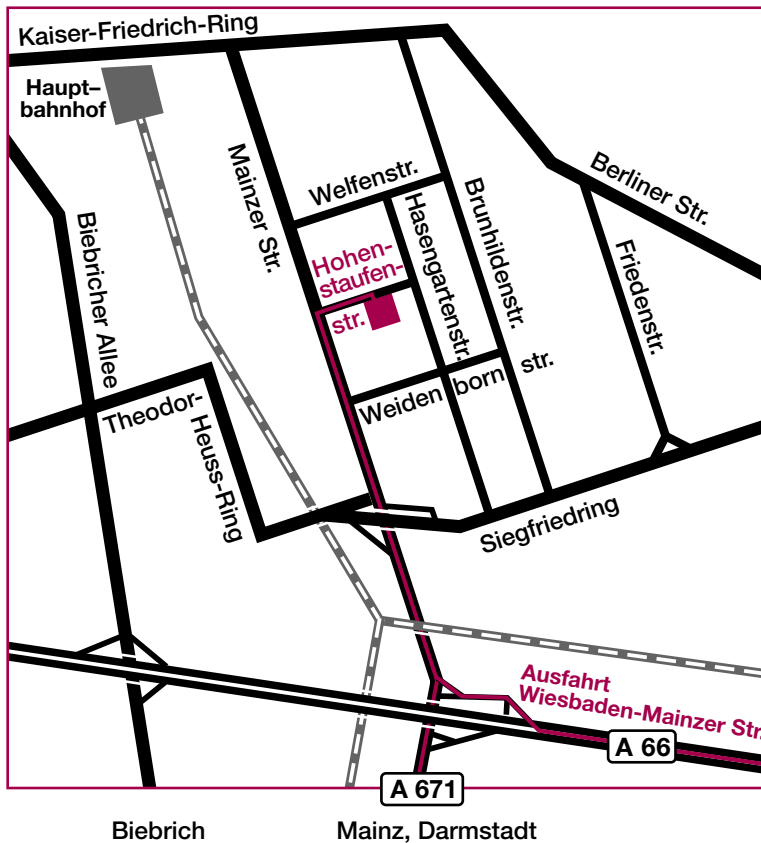 Kaiser-Friedrich-Ring
Haupt–
bahnhof
Mainzer Str.
Welfenstr.
Berliner Str.
Biebricher Allee
Hohen-
staufen-
str.
Hasengartenstr.
Brunhildenstr.
Friedenstr.
Theodor-
Heuss-Ring
Weiden born str.
Siegfriedring
Ausfahrt
Wiesbaden-Mainzer Str.
A 66
A 671
Biebrich
Mainz, Darmstadt